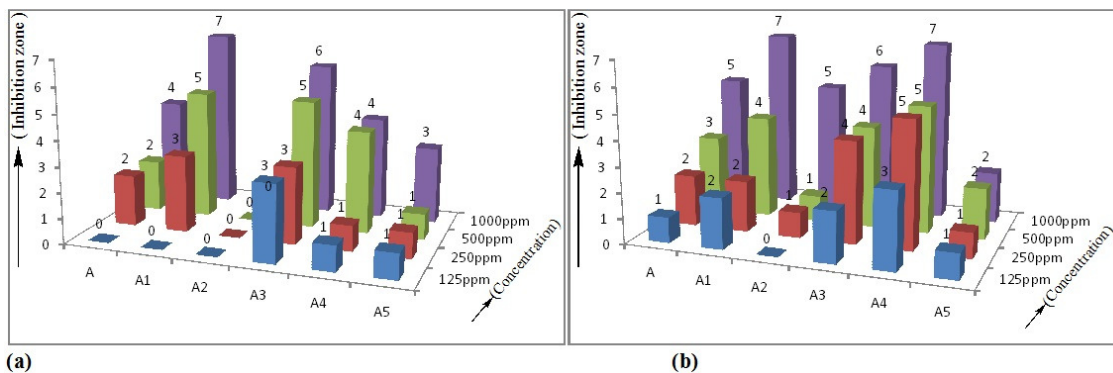 ( Inhibition zone )
7
6
5
4
3
2
1
0
4 7 0 6 4 3
2 5 0 5 4 1
2 3 0 3 1 1
0 0 0 3 1 1
A A1 A2 A3 A4 A5
1000ppm
500ppm
250ppm
125ppm
(Concentration)
(a)
( Inhibition zone )
7
6
5
4
3
2
1
0
5 7 5 6 7 2
3 4 1 4 5 2
2 2 1 4 5 1
1 2 0 2 3 1
A A1 A2 A3 A4 A5
1000ppm
500ppm
250ppm
125ppm
(Concentration)
(b)